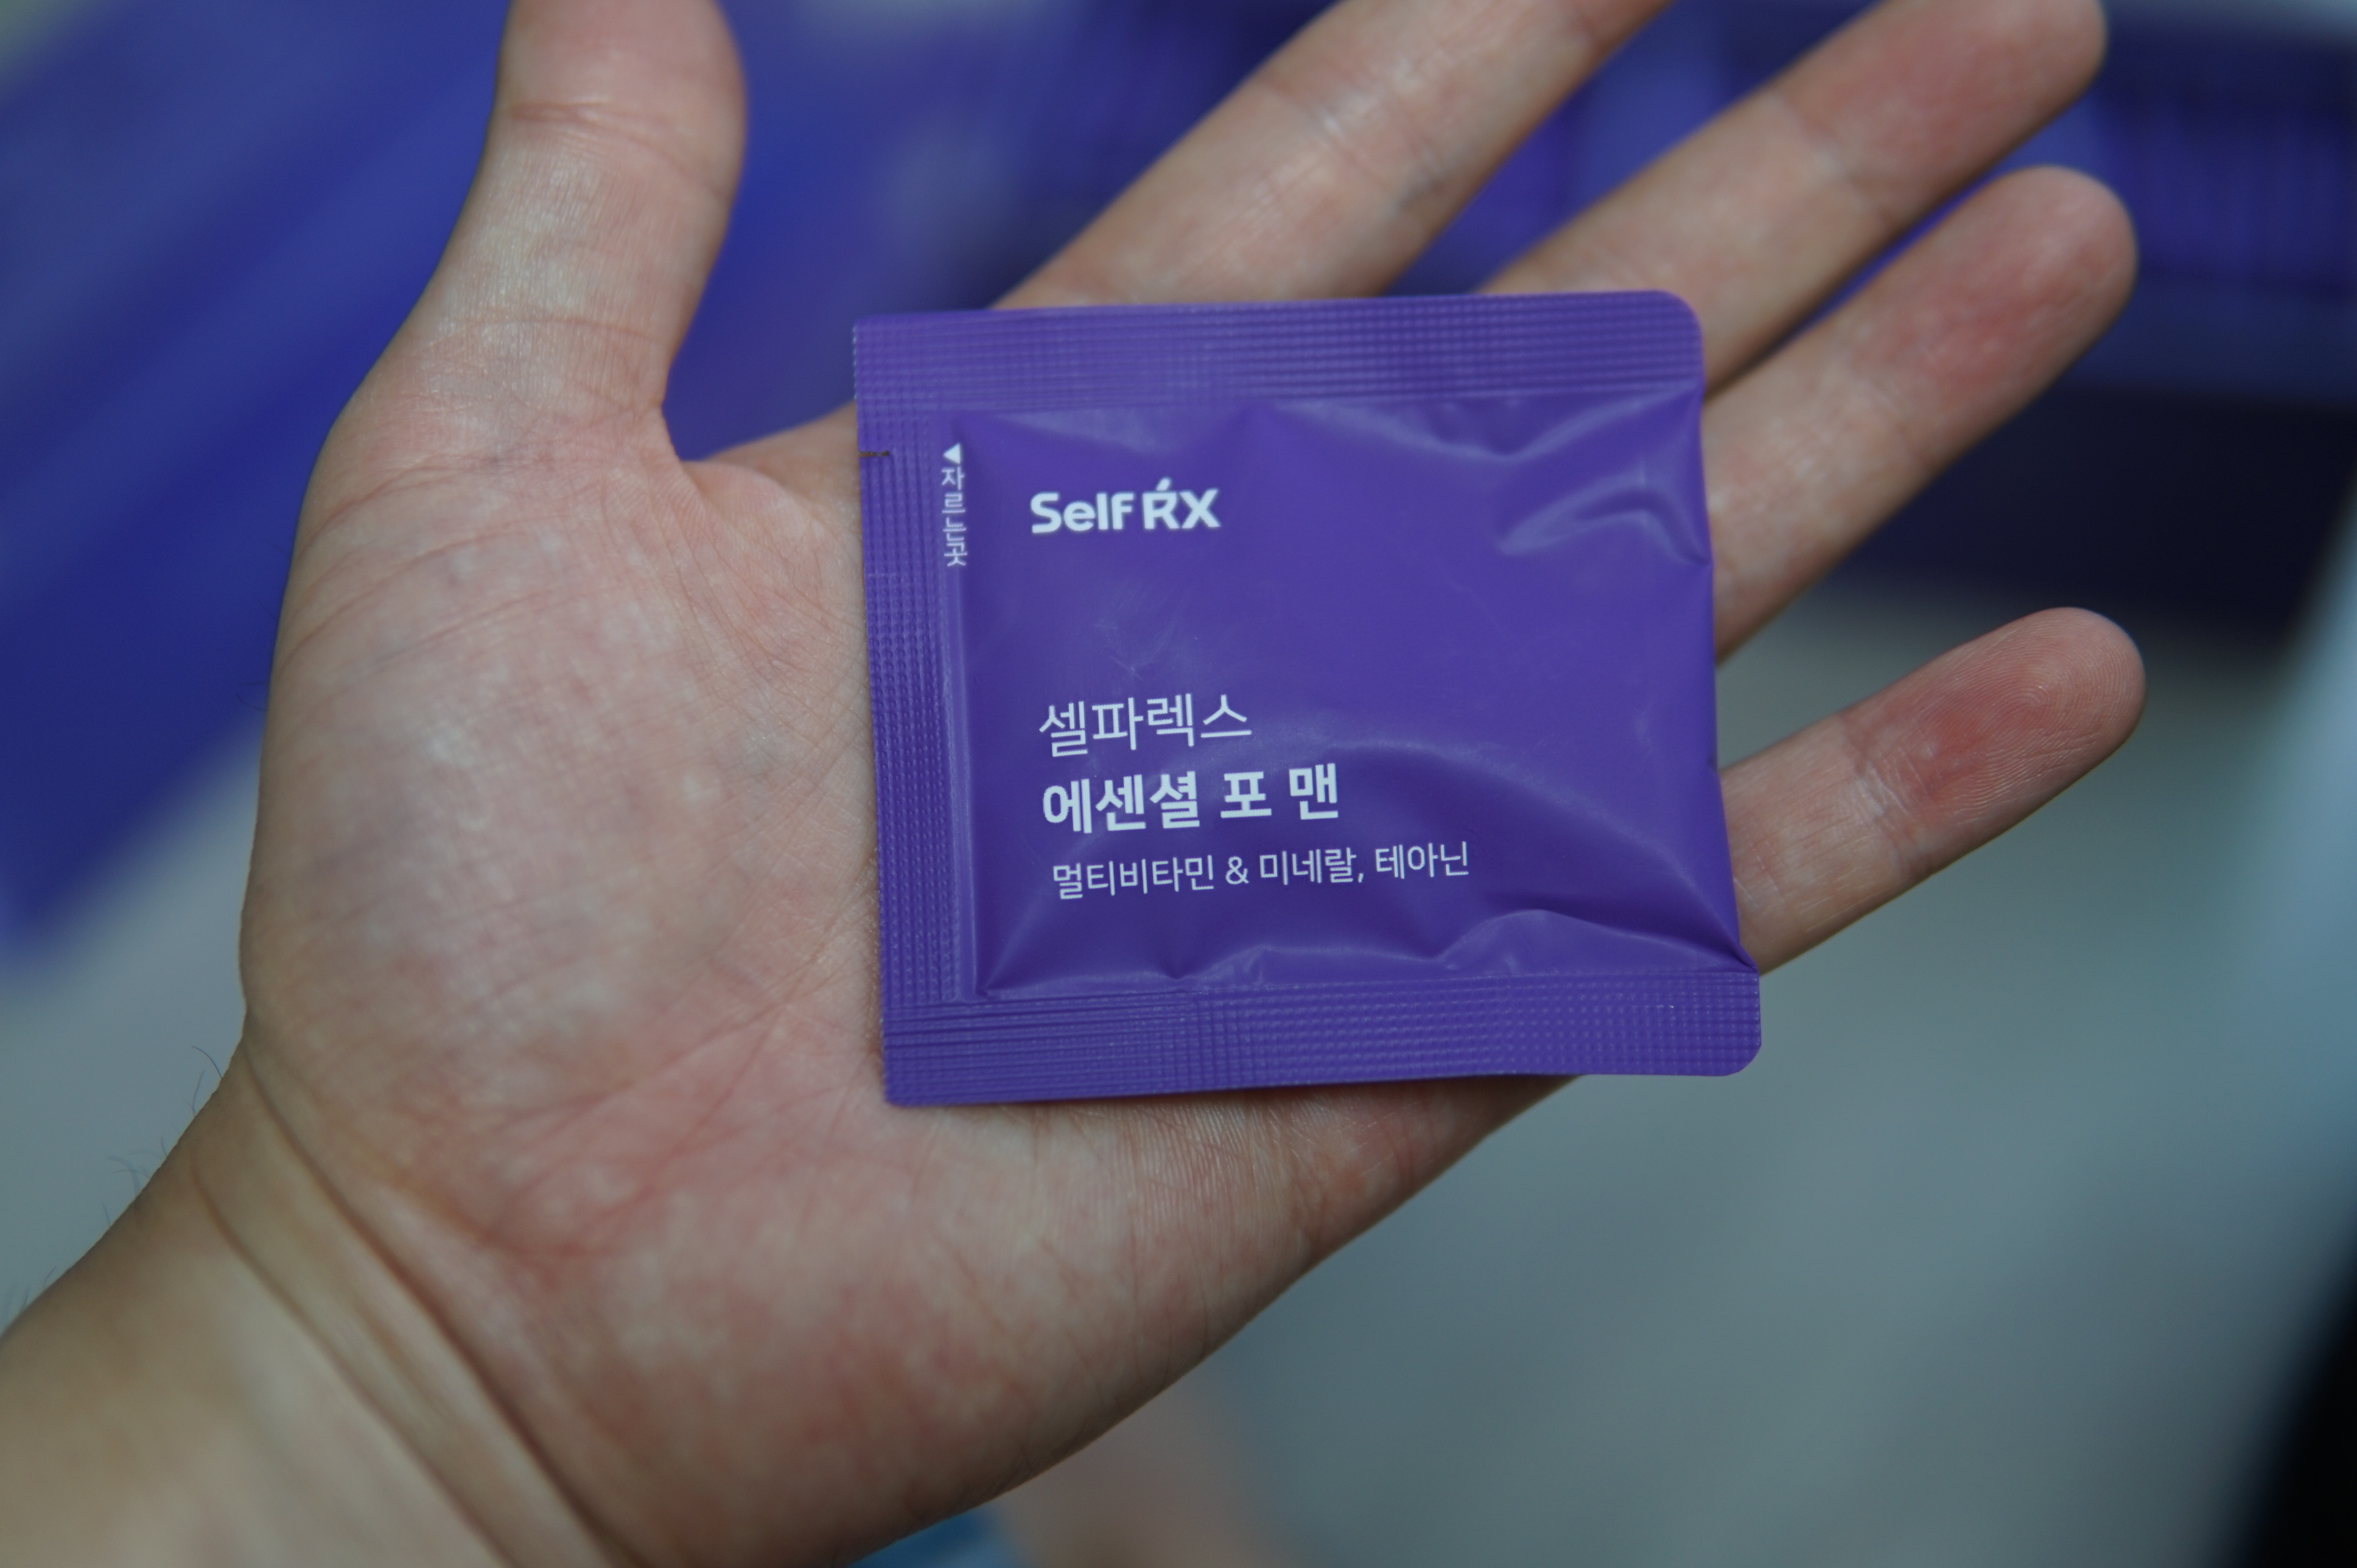 ◀자르는곳
Self RX
셀파렉스
에센셜 포 맨
멀티비타민 & 미네랄, 테아닌